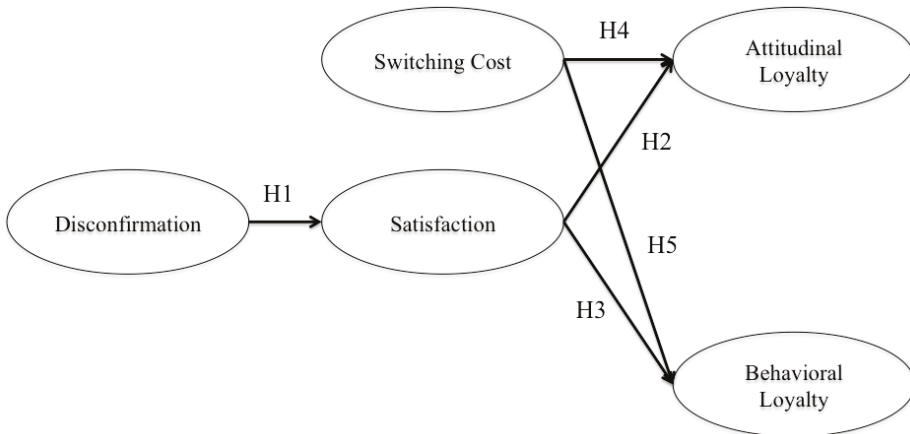 Switching Cost
H4
Attitudinal
Loyalty
H2
Disconfirmation
H1
Satisfaction
H5
H3
Behavioral
Loyalty